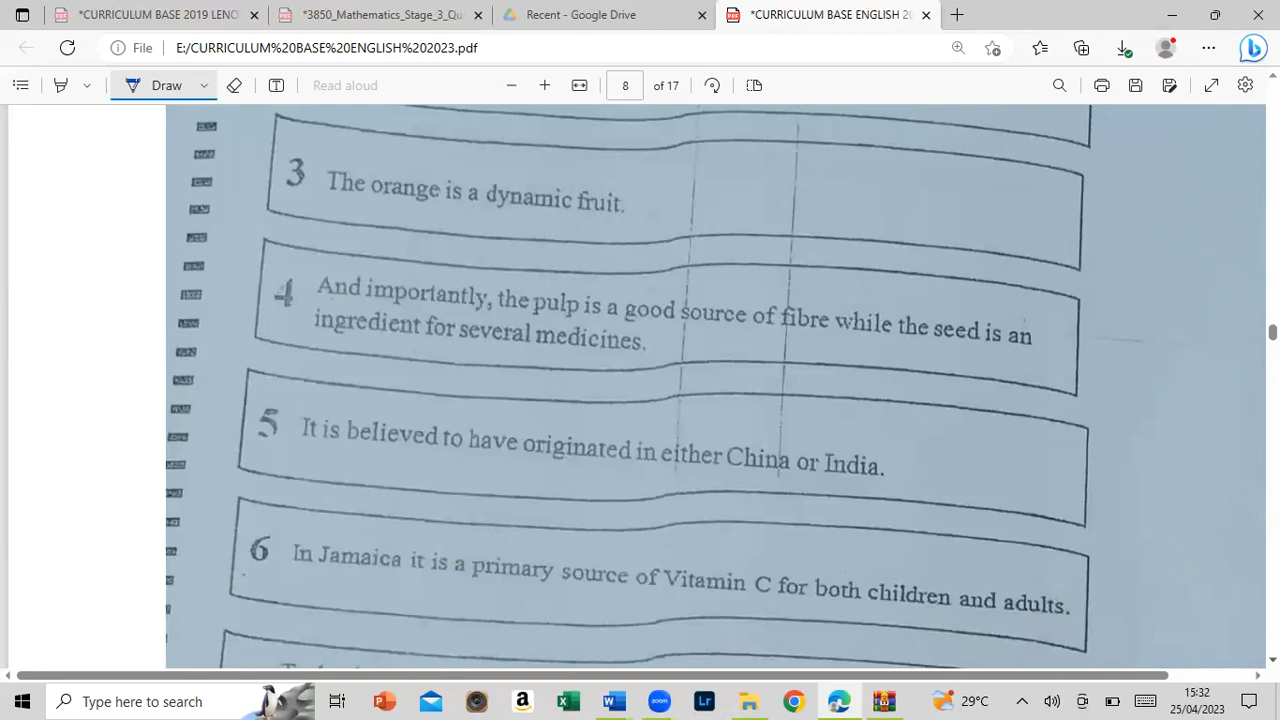 *CURRICULUM BASE 2019 LENO
*3850_Mathematics_Stage_3_Qu
Recent - Google Drive
*CURRICULUM BASE ENGLISH 20
File
E:/CURRICULUM%20BASE%20ENGLISH%202023.pdf
Draw
Read aloud
8
of 17
3 The orange is a dynamic fruit.
4 And importantly, the pulp is a good source of fibre while the seed is an
ingredient for several medicines.
5 It is believed to have originated in either China or India.
6 In Jamaica it is a primary source of Vitamin C for both children and adults.
Type here to search
zoom
Lr
29°C
15:32
25/04/2023